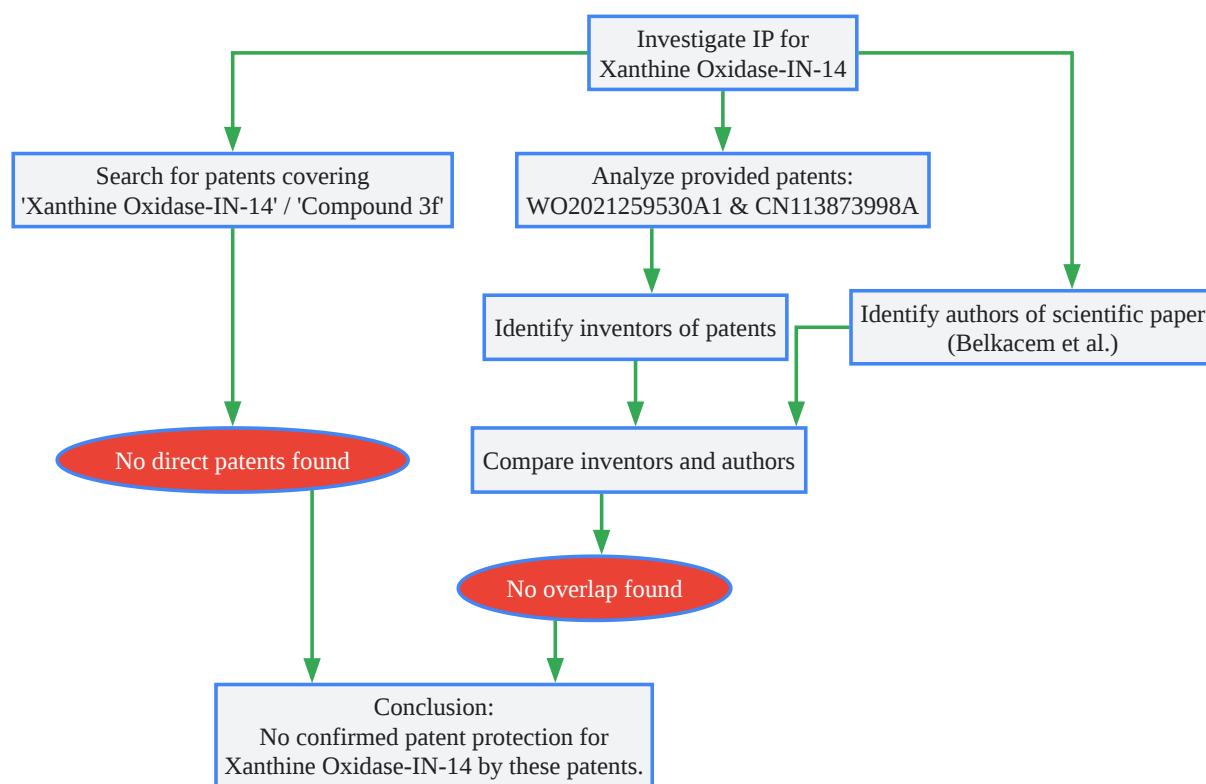 Investigate IP for
Xanthine Oxidase-IN-14
Search for patents covering
'Xanthine Oxidase-IN-14' / 'Compound 3f'
Analyze provided patents:
WO2021259530A1 & CN113873998A
Identify inventors of patents
Identify authors of scientific paper
(Belkacem et al.)
No direct patents found
Compare inventors and authors
No overlap found
Conclusion:
No confirmed patent protection for
Xanthine Oxidase-IN-14 by these patents.